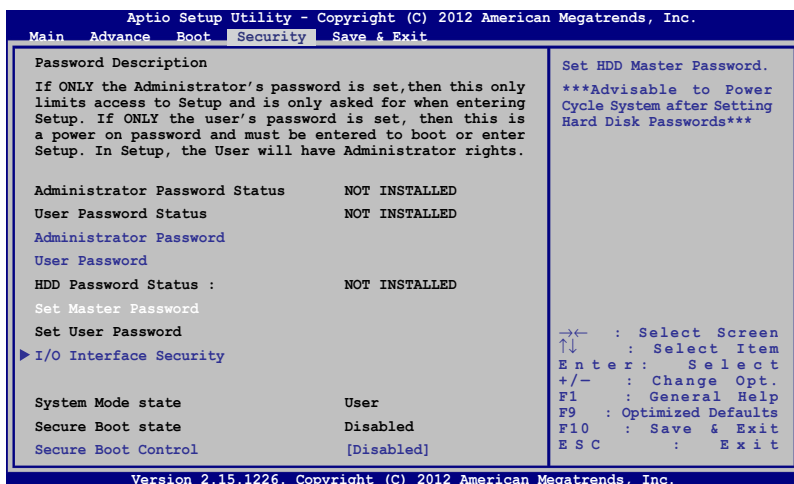 Aptio Setup Utility - Copyright (C) 2012 American Megatrends, Inc.
Main Advance Boot Security Save & Exit
Password Description
If ONLY the Administrator's password is set,then this only
limits access to Setup and is only asked for when entering
Setup. If ONLY the user's password is set, then this is
a power on password and must be entered to boot or enter
Setup. In Setup, the User will have Administrator rights.
Administrator Password Status NOT INSTALLED
User Password Status NOT INSTALLED
Administrator Password
User Password
HDD Password Status : NOT INSTALLED
Set Master Password
Set User Password
I/O Interface Security
System Mode state User
Secure Boot state Disabled
Secure Boot Control [Disabled]
Set HDD Master Password.
***Advisable to Power
Cycle System after Setting
Hard Disk Passwords***
→← : Select Screen
↑↓ : Select Item
Enter: Select
+/— : Change Opt.
F1 : General Help
F9 : Optimized Defaults
F10 : Save & Exit
ESC : Exit
Version 2.15.1226. Copyright (C) 2012 American Megatrends, Inc.